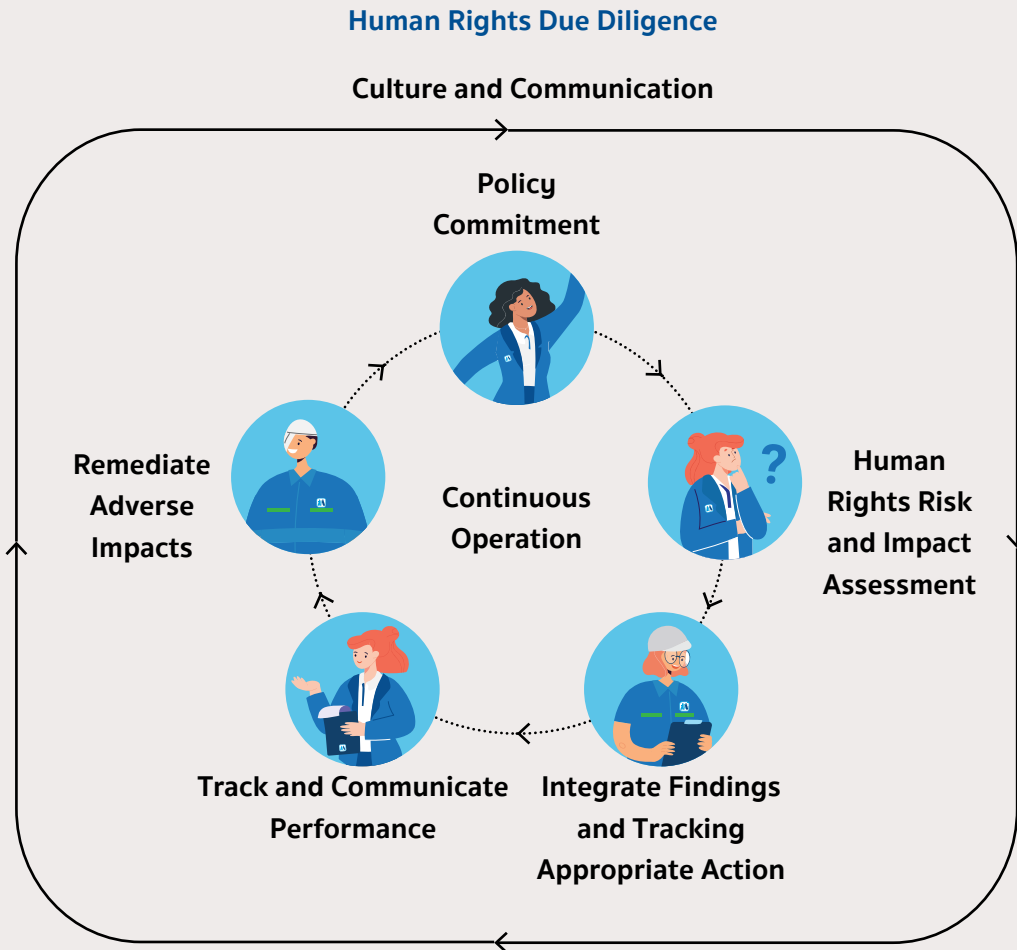 Human Rights Due Diligence
Culture and Communication
Policy
Commitment
Human
Rights Risk
and Impact
Assessment
?
Continuous
Operation
Remediate
Adverse
Impacts
Integrate Findings
and Tracking
Appropriate Action
Track and Communicate
Performance